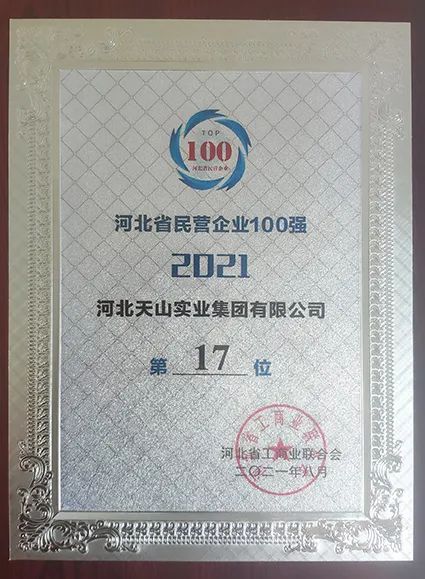 TOP
100
河北省民营企业
河北省民营企业100强
2021
河北天山实业集团有限公司
第 17 位
河北省工商业联合会
二〇二一年八月